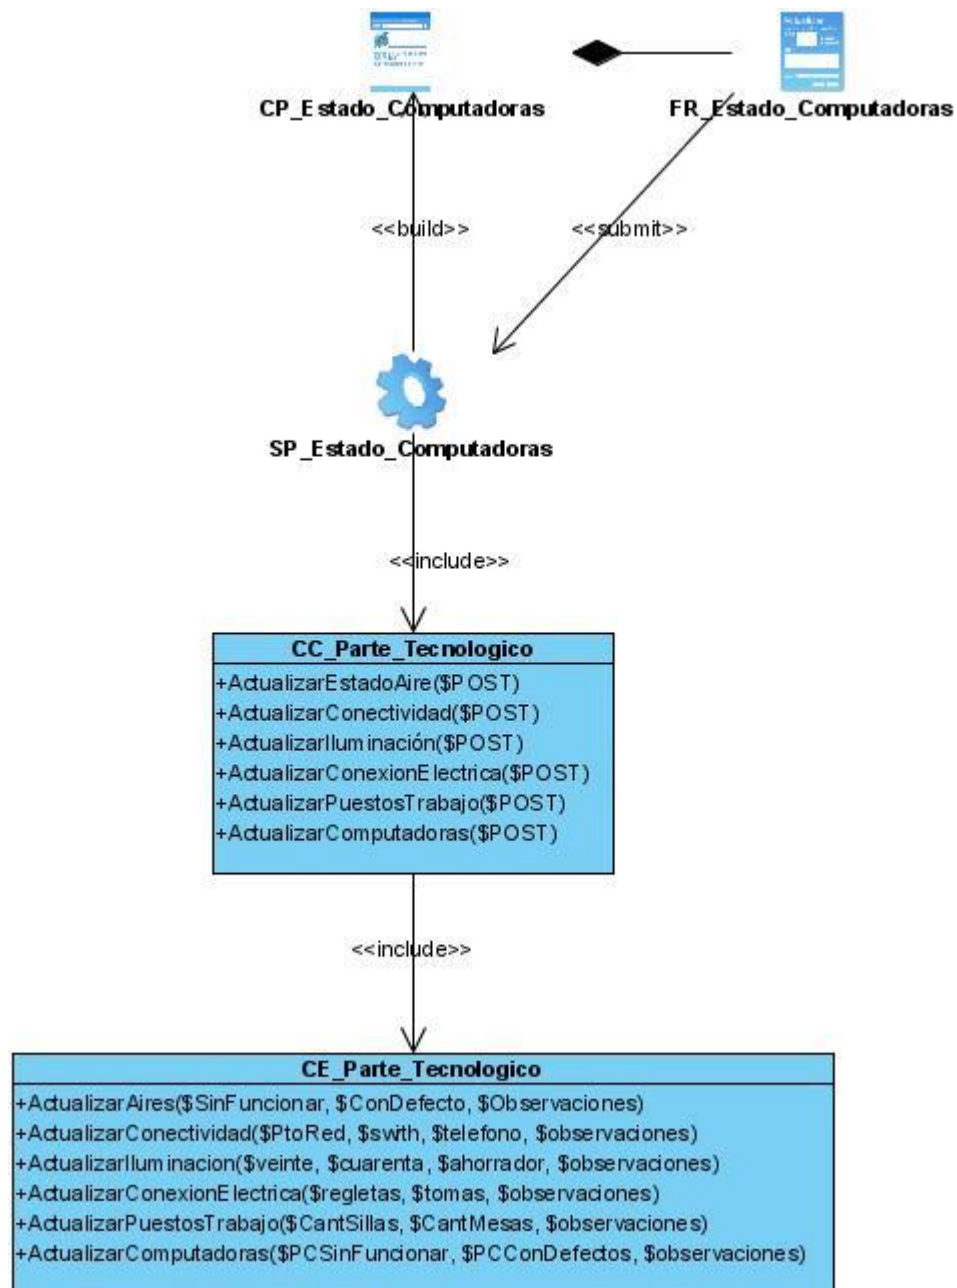 Actualizar
CP_Estado_Computadoras
FR_Estado_Computadoras
<<build>>
<<submit>>
SP_Estado_Computadoras
<<include>>
CC_Parte_Tecnologico
+ActualizarEstadoAire($POST)
+ActualizarConectividad($POST)
+ActualizarIluminación($POST)
+ActualizarConexionElectrica($POST)
+ActualizarPuestosTrabajo($POST)
+ActualizarComputadoras($POST)
<<include>>
CE_Parte_Tecnologico
+ActualizarAires($SinFuncionar, $ConDefecto, $Observaciones)
+ActualizarConectividad($PtoRed, $swith, $telefono, $observaciones)
+ActualizarIluminacion($veinte, $cuarenta, $ahorrador, $observaciones)
+ActualizarConexionElectrica($regletas, $tomas, $observaciones)
+ActualizarPuestosTrabajo($CantSillas, $CantMesas, $observaciones)
+ActualizarComputadoras($PCSinFuncionar, $PCConDefectos, $observaciones)